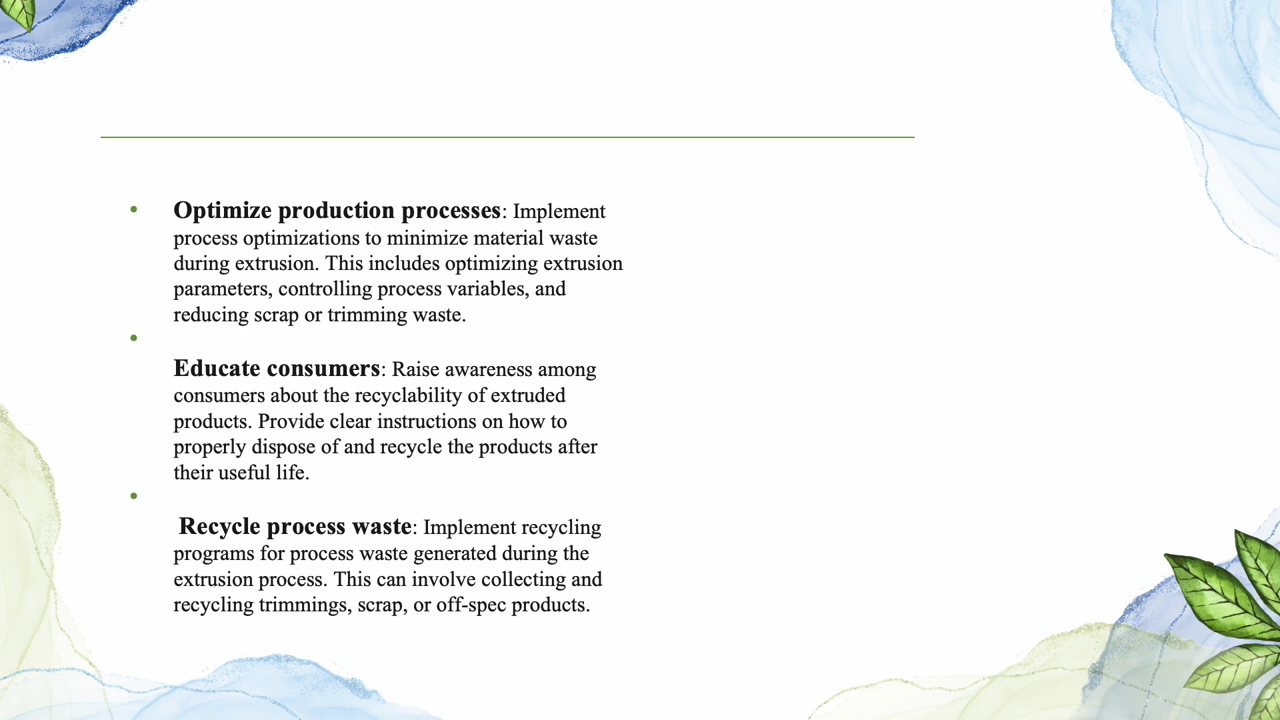 • Optimize production processes: Implement
process optimizations to minimize material waste
during extrusion. This includes optimizing extrusion
parameters, controlling process variables, and
reducing scrap or trimming waste.
•
Educate consumers: Raise awareness among
consumers about the recyclability of extruded
products. Provide clear instructions on how to
properly dispose of and recycle the products after
their useful life.
•
Recycle process waste: Implement recycling
programs for process waste generated during the
extrusion process. This can involve collecting and
recycling trimmings, scrap, or off-spec products.